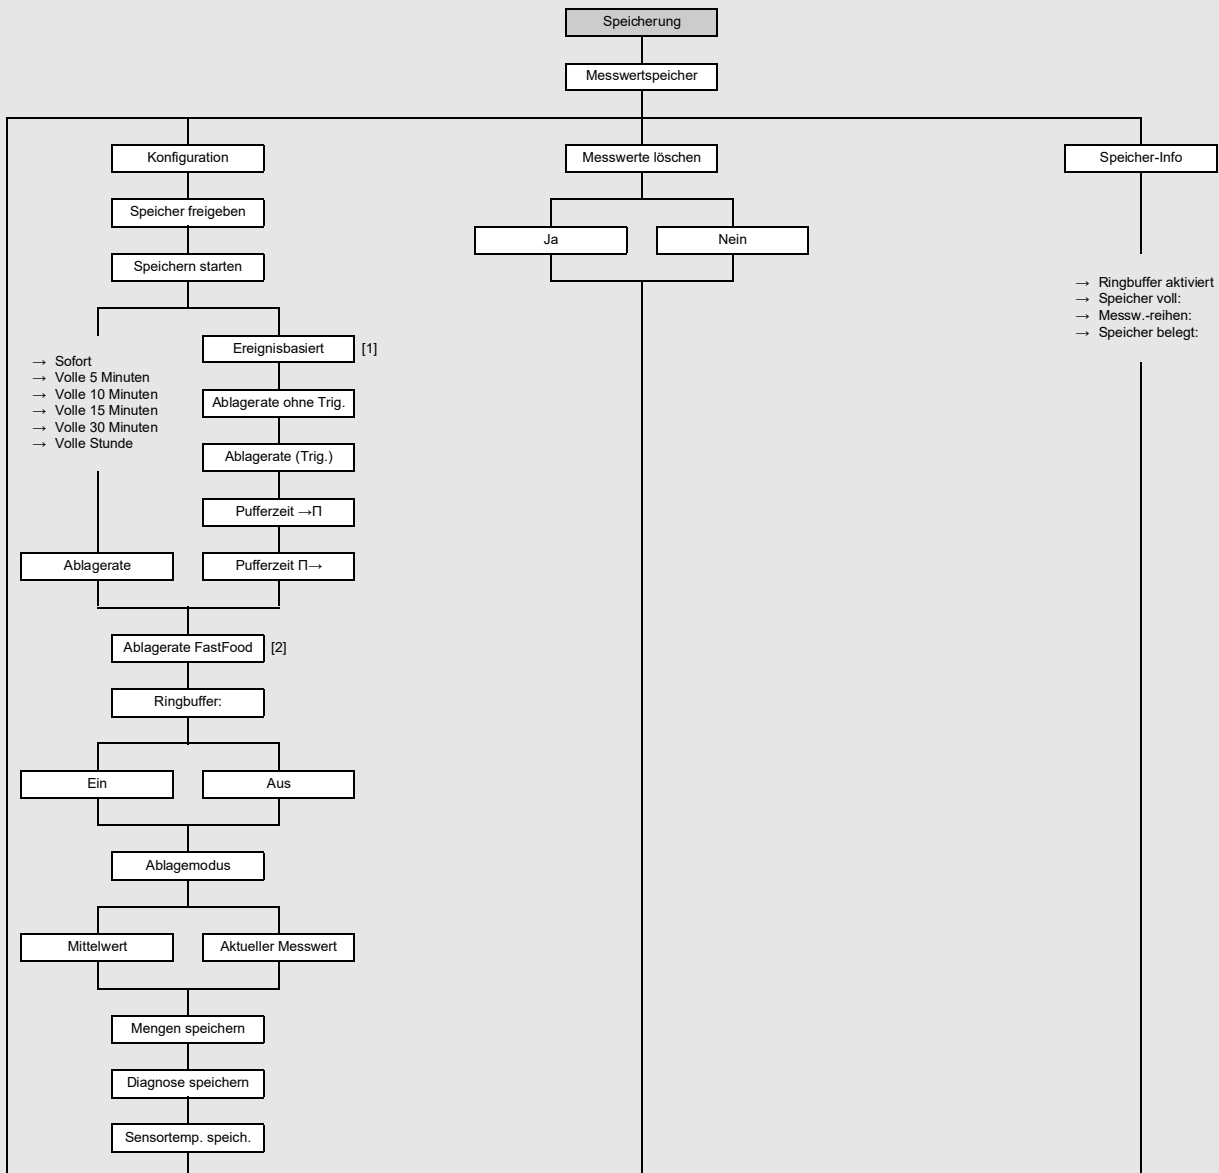 Speicherung
Messwertspeicher
Konfiguration
Messwerte löschen
Speicher-Info
Speicher freigeben
Ja
Nein
Speichern starten
→ Ringbuffer aktiviert
→ Speicher voll:
→ Messw.-reihen:
→ Speicher belegt:
Ereignisbasiert [1]
→ Sofort
→ Volle 5 Minuten
→ Volle 10 Minuten
→ Volle 15 Minuten
→ Volle 30 Minuten
→ Volle Stunde
Ablagerate ohne Trig.
Ablagerate (Trig.)
Pufferzeit →Π
Ablagerate
Pufferzeit Π→
Ablagerate FastFood [2]
Ringbuffer:
Ein
Aus
Ablagemodus
Mittelwert
Aktueller Messwert
Mengen speichern
Diagnose speichern
Sensortemp. speich.